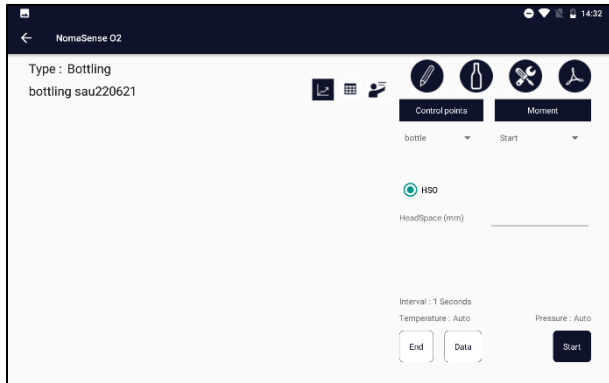 14:32
NomaSense O2
Type : Bottling
bottling sau220621
Control points
Moment
bottle
Start
HSO
HeadSpace (mm)
Interval : 1 Seconds
Temperature : Auto
Pressure : Auto
End
Data
Start